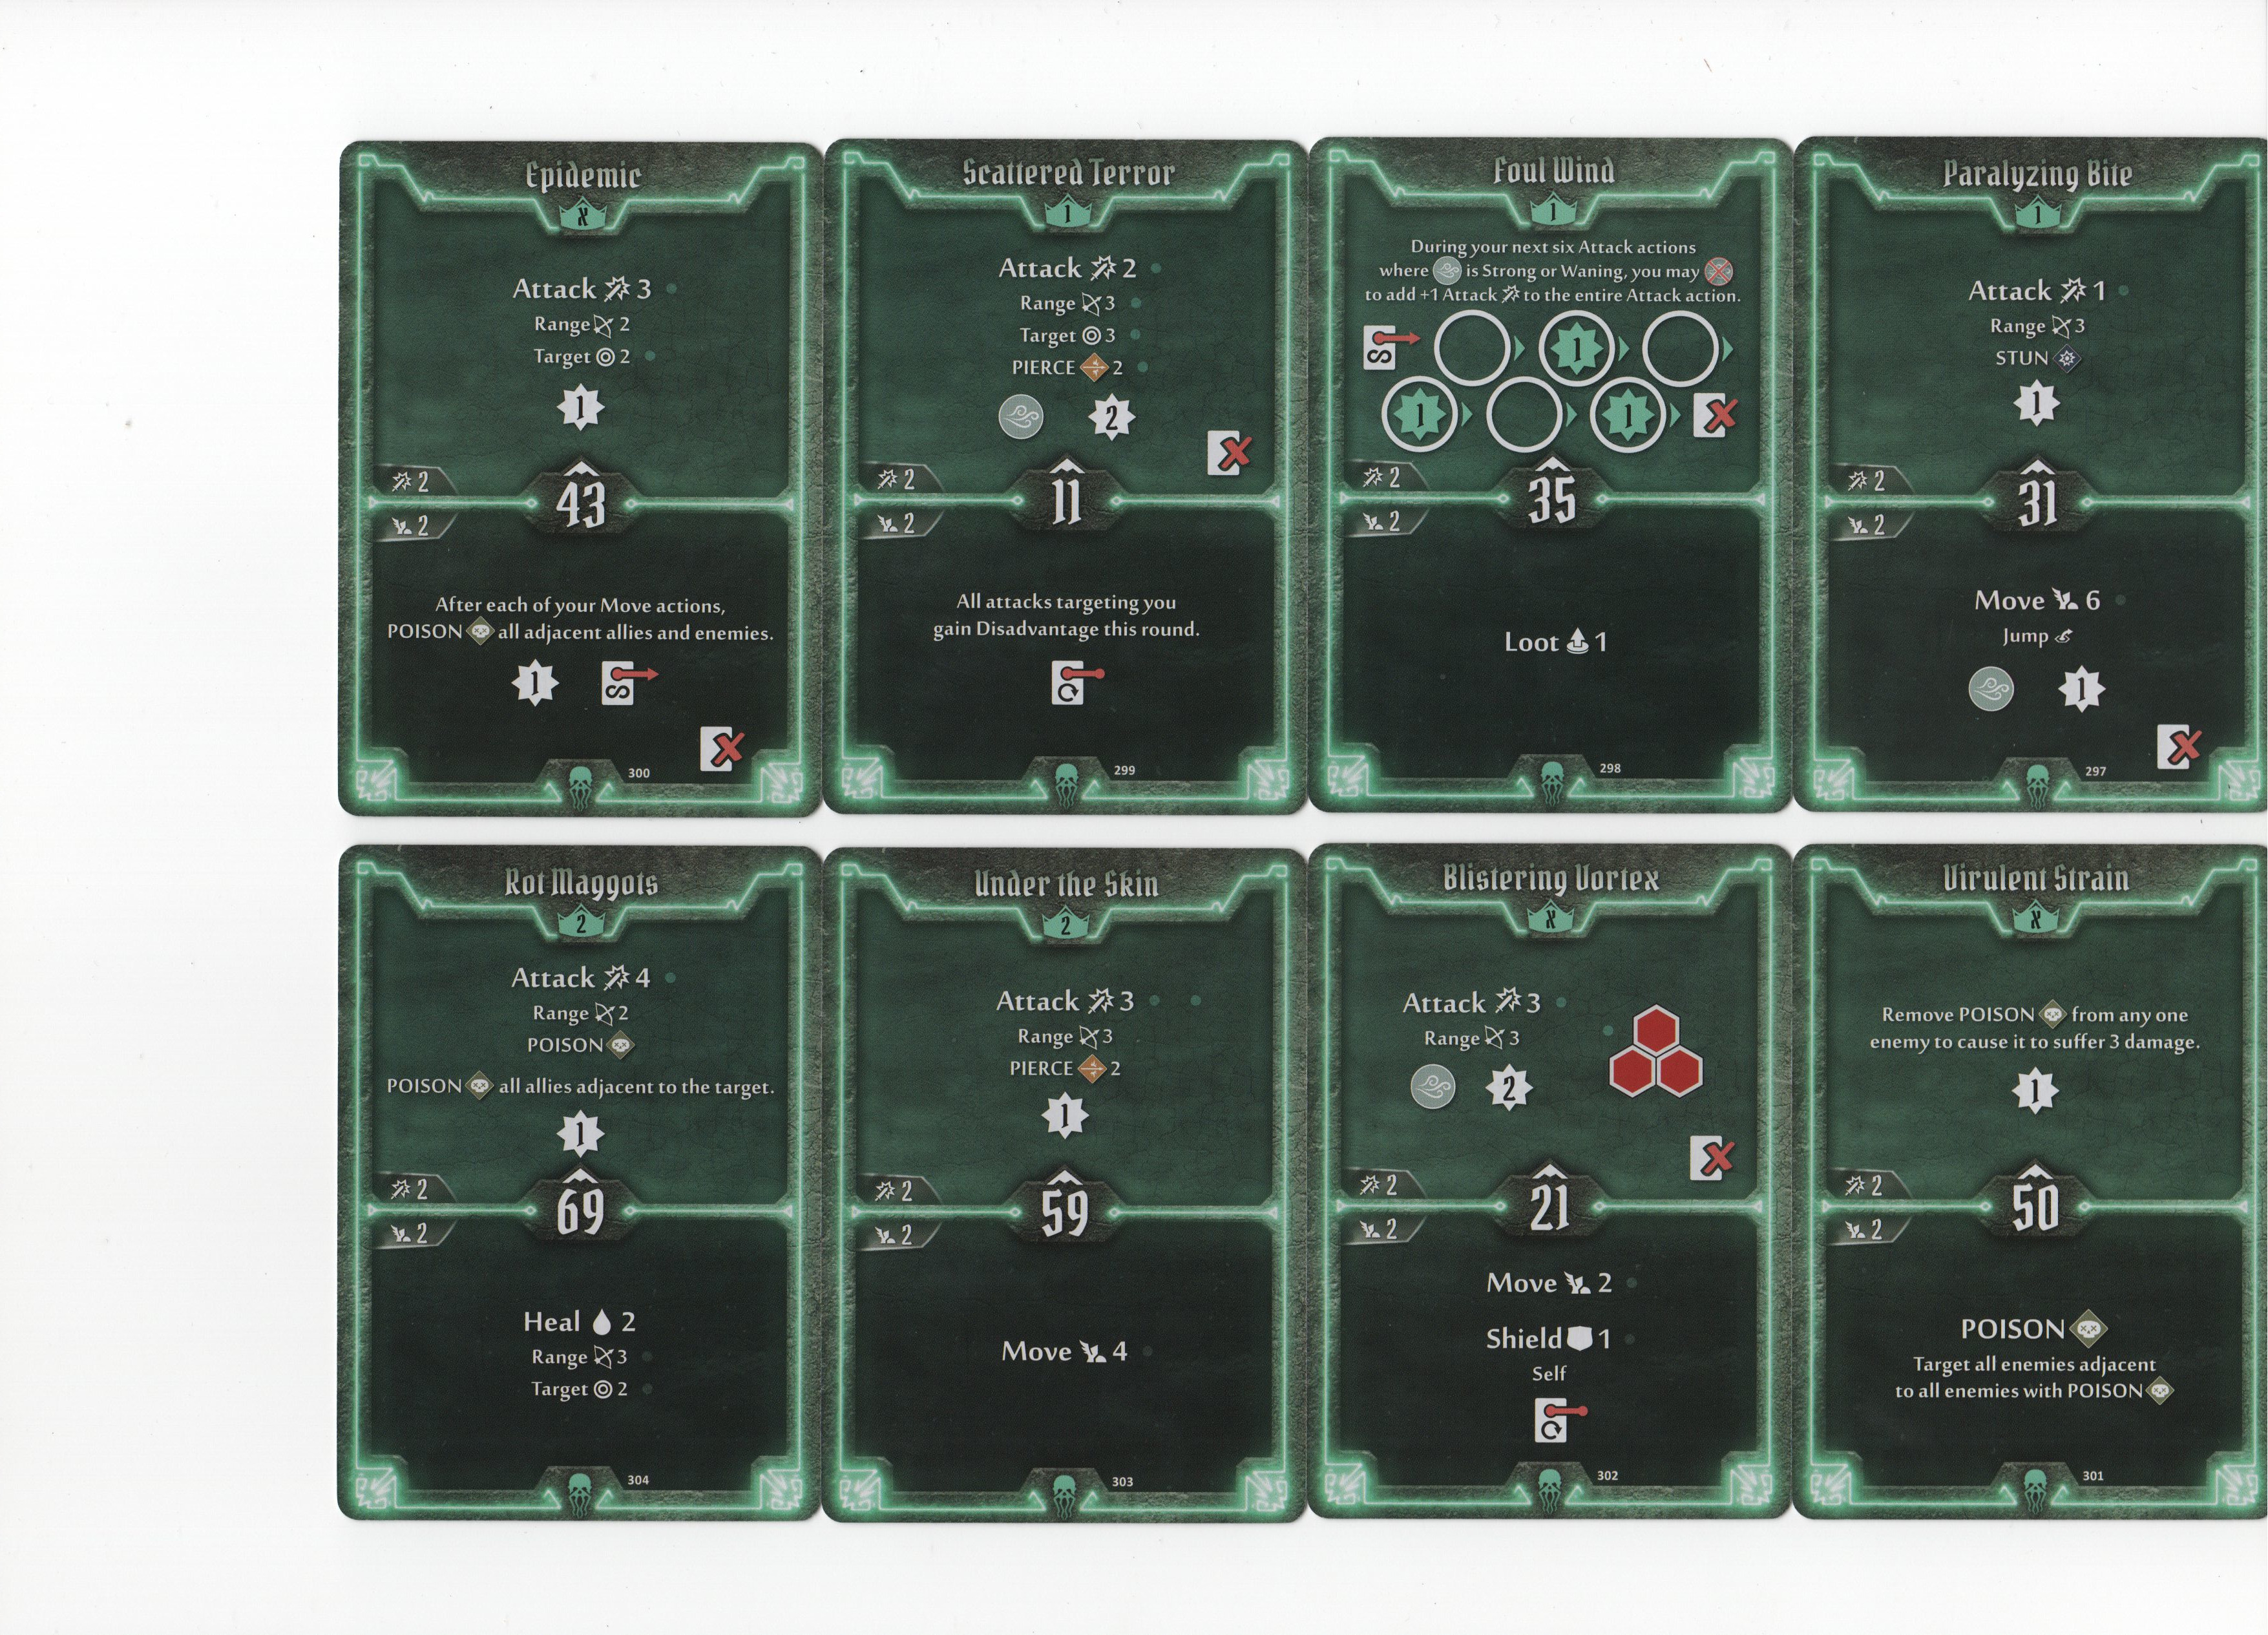 Epidemic
X
Attack 3
Range 2
Target 2
1
2
43
2
After each of your Move actions,
POISON all adjacent allies and enemies.
1
300
Scattered Terror
1
Attack 2
Range 3
Target 3
PIERCE 2
2
2
11
2
All attacks targeting you
gain Disadvantage this round.
299
Foul Wind
1
During your next six Attack actions
where is Strong or Waning, you may
to add +1 Attack to the entire Attack action.
1
1
1
2
35
2
Loot 1
298
Paralyzing Bite
1
Attack 1
Range 3
STUN
1
2
31
2
Move 6
Jump
1
297
Rot Maggots
2
Attack 4
Range 2
POISON
POISON all allies adjacent to the target.
1
2
69
2
Heal 2
Range 3
Target 2
304
Under the Skin
2
Attack 3
Range 3
PIERCE 2
1
2
59
2
Move 4
303
Blistering Vortex
X
Attack 3
Range 3
2
2
21
2
Move 2
Shield 1
Self
302
Virulent Strain
X
Remove POISON from any one
enemy to cause it to suffer 3 damage.
1
2
50
2
POISON
Target all enemies adjacent
to all enemies with POISON
301